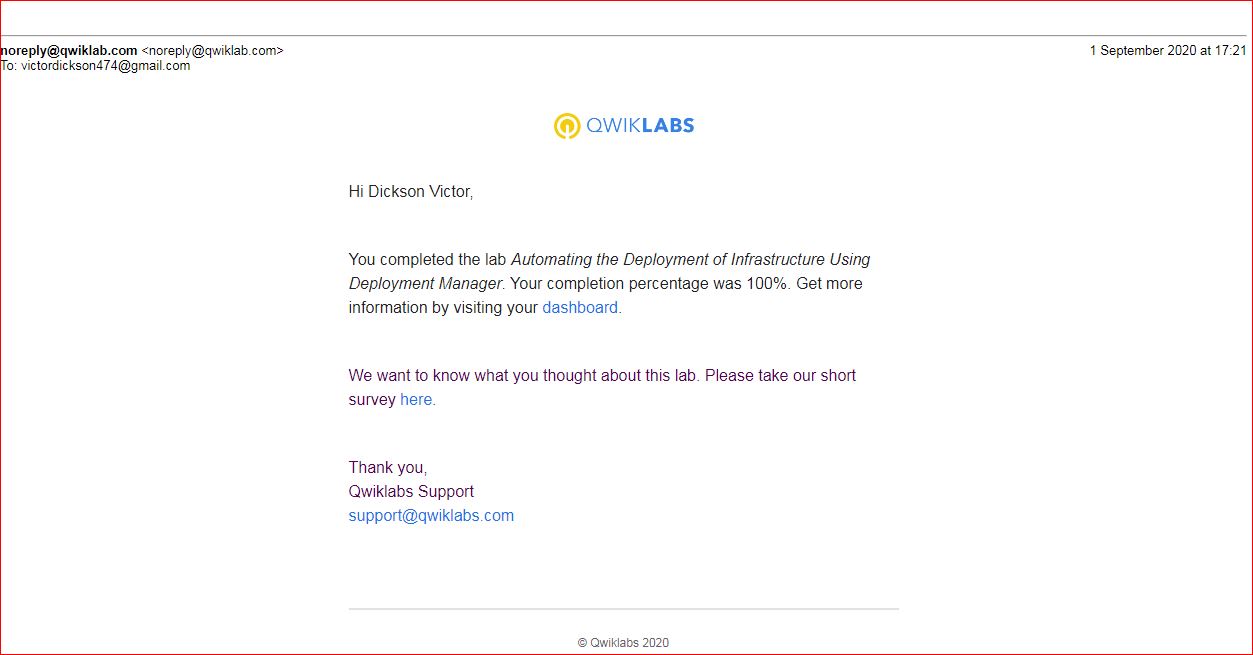 noreply@qwiklab.com <noreply@qwiklab.com>
1 September 2020 at 17:21
To: victordickson474@gmail.com
QWIKLABS
Hi Dickson Victor,
You completed the lab Automating the Deployment of Infrastructure Using
Deployment Manager. Your completion percentage was 100%. Get more
information by visiting your dashboard.
We want to know what you thought about this lab. Please take our short
survey here.
Thank you,
Qwiklabs Support
support@qwiklabs.com
© Qwiklabs 2020